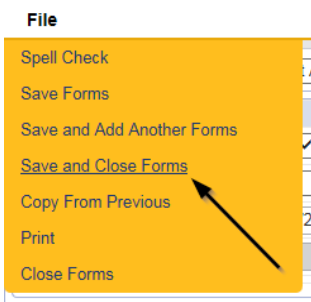 File
Spell Check
Save Forms
Save and Add Another Forms
Save and Close Forms
Copy From Previous
Print
Close Forms